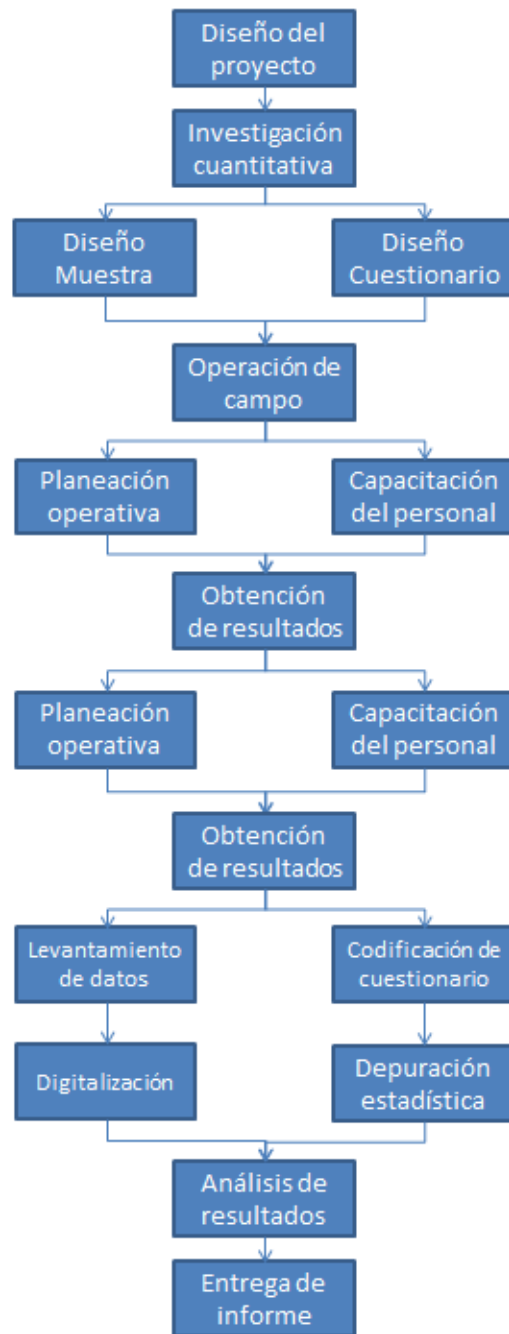 Diseño del
proyecto
Investigación
cuantitativa
Diseño
Muestra
Diseño
Cuestionario
Operación de
campo
Planeación
operativa
Capacitación
del personal
Obtención
de resultados
Planeación
operativa
Capacitación
del personal
Obtención
de resultados
Levantamiento
de datos
Codificación de
cuestionario
Digitalización
Depuración
estadística
Análisis de
resultados
Entrega de
informe